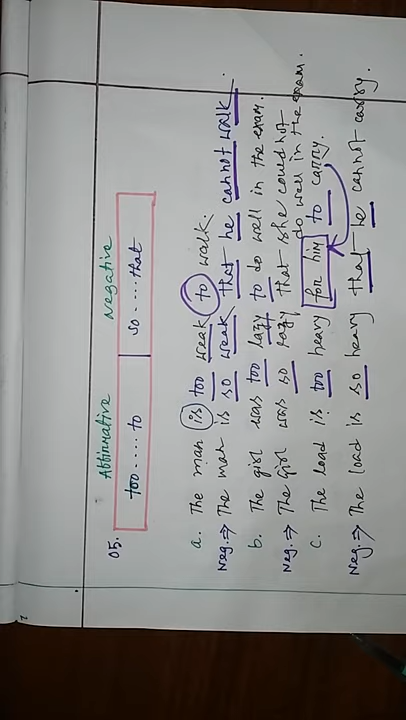 Affirmative Negative
05. too....to so....that
a. The man is too weak to walk.
Neg.⇒ The man is so weak that he cannot walk.
b. The girl was too lazy to do well in the exam.
Neg.⇒ The girl was so lazy that she could not
do well in the exam.
c. The load is too heavy for him to carry.
Neg.⇒ The load is so heavy that he cannot carry.